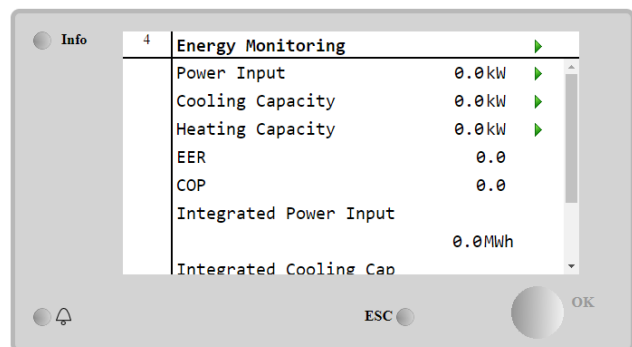 Info
4 Energy Monitoring
Power Input 0.0kW
Cooling Capacity 0.0kW
Heating Capacity 0.0kW
EER 0.0
COP 0.0
Integrated Power Input
0.0MWh
Integrated Cooling Cap
ESC
OK